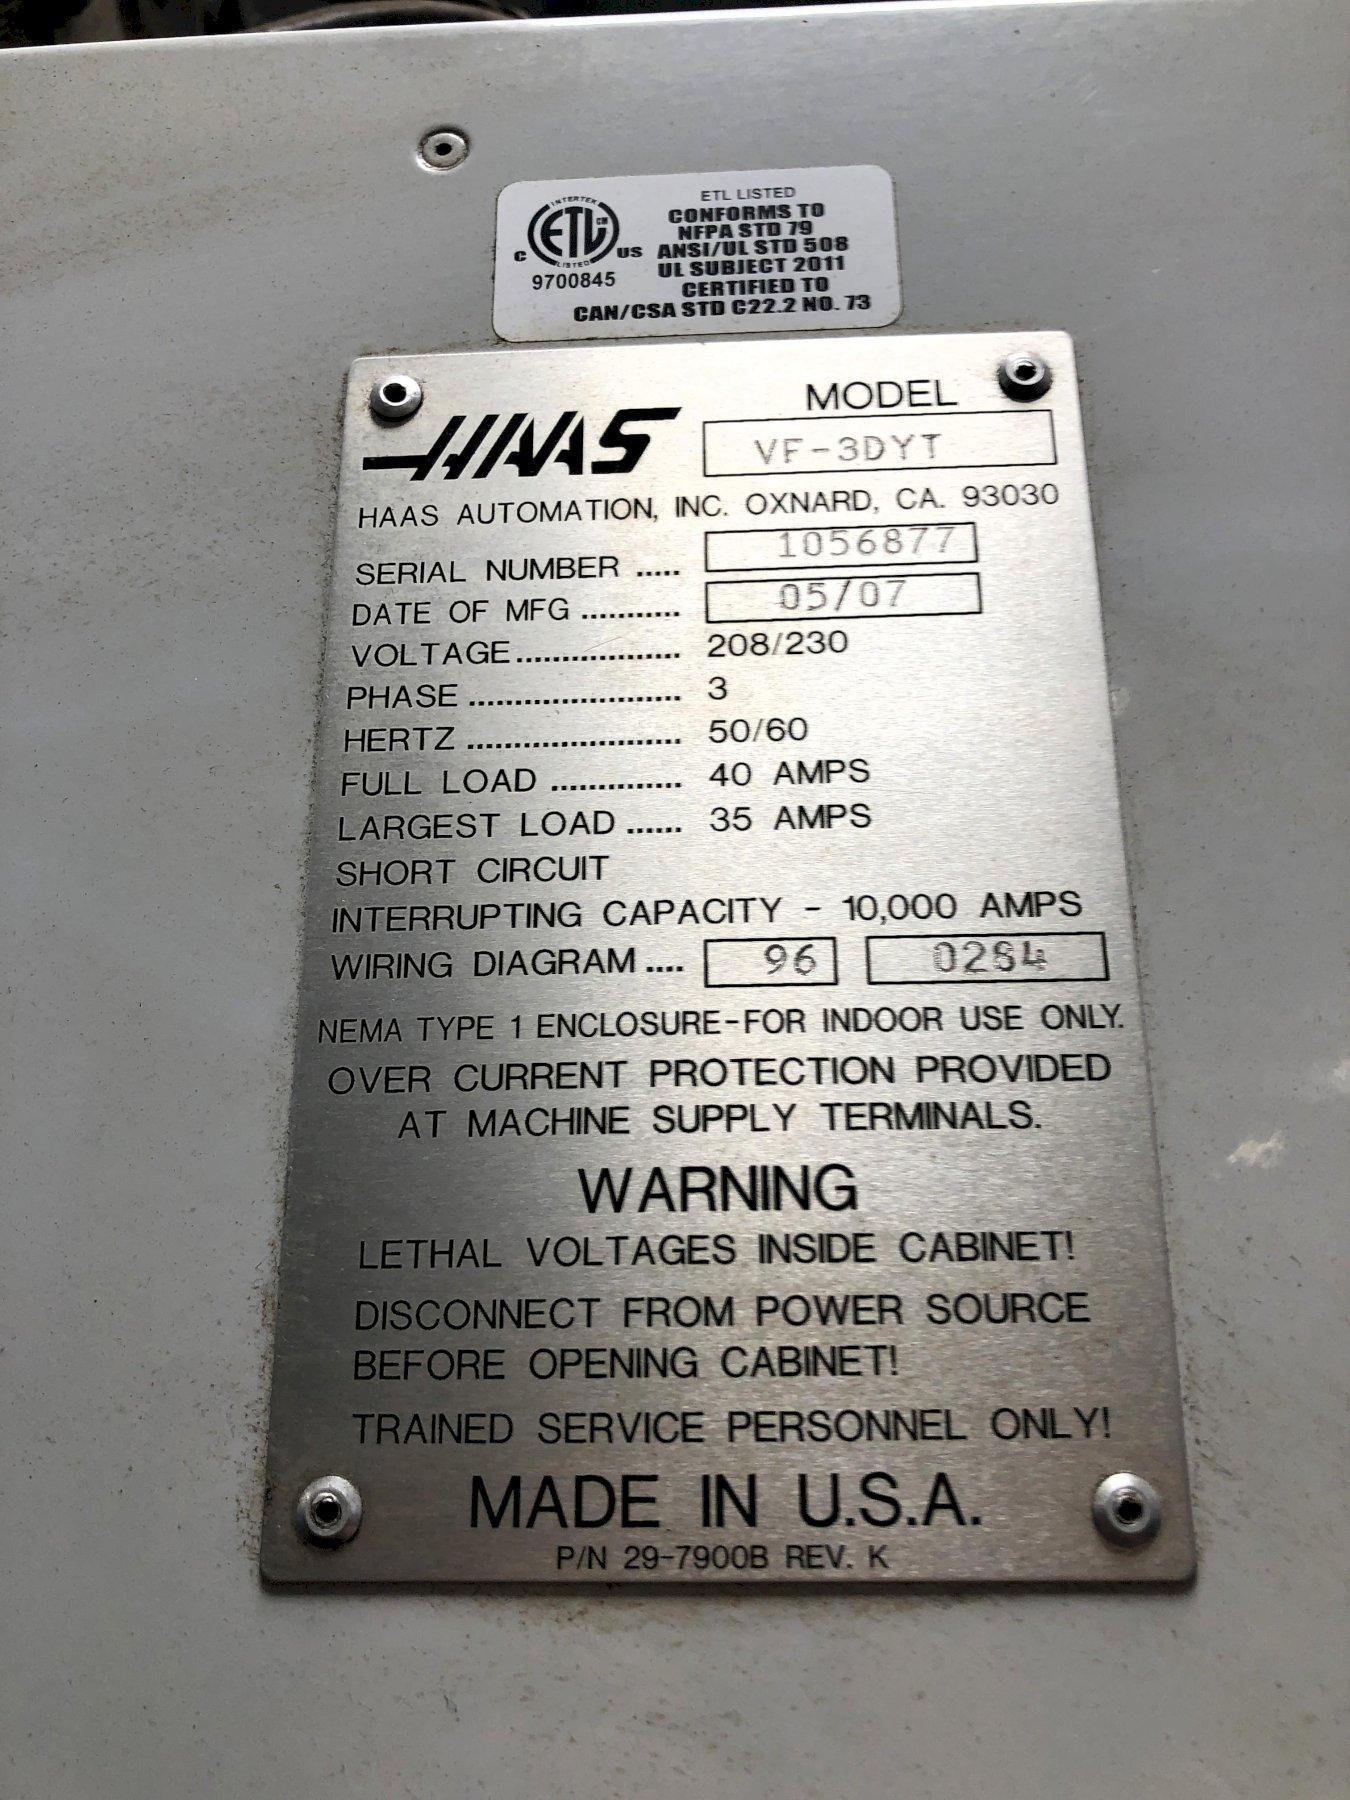 INTERTEK
ETL CM
LISTED
C US
9700845
ETL LISTED
CONFORMS TO
NFPA STD 79
ANSI/UL STD 508
UL SUBJECT 2011
CERTIFIED TO
CAN/CSA STD C22.2 NO. 73
HAAS
MODEL
VF-3DYT
HAAS AUTOMATION, INC. OXNARD, CA. 93030
SERIAL NUMBER ..... 1056877
DATE OF MFG ........... 05/07
VOLTAGE.................. 208/230
PHASE ....................... 3
HERTZ ....................... 50/60
FULL LOAD .............. 40 AMPS
LARGEST LOAD ...... 35 AMPS
SHORT CIRCUIT
INTERRUPTING CAPACITY - 10,000 AMPS
WIRING DIAGRAM .... 96 0284
NEMA TYPE 1 ENCLOSURE-FOR INDOOR USE ONLY.
OVER CURRENT PROTECTION PROVIDED
AT MACHINE SUPPLY TERMINALS.
WARNING
LETHAL VOLTAGES INSIDE CABINET!
DISCONNECT FROM POWER SOURCE
BEFORE OPENING CABINET!
TRAINED SERVICE PERSONNEL ONLY!
MADE IN U.S.A.
P/N 29-7900B REV. K